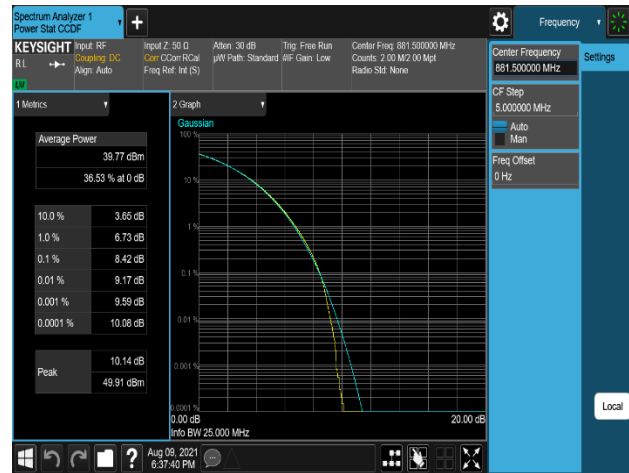 Spectrum Analyzer 1
Power Stat CCDF
Frequency
KEYSIGHT
RL
LXI
Input: RF
Coupling: DC
Align: Auto
Input Z: 50 Ω
Corr CCorr RCal
Freq Ref: Int (S)
Atten: 30 dB
µW Path: Standard
Trig: Free Run
#IF Gain: Low
Center Freq: 881.500000 MHz
Counts: 2.00 M/2.00 Mpt
Radio Std: None
Center Frequency
881.500000 MHz
Settings
CF Step
5.000000 MHz
Auto
Man
Freq Offset
0 Hz
Local
1 Metrics
Average Power
39.77 dBm
36.53 % at 0 dB
10.0 % 3.65 dB
1.0 % 6.73 dB
0.1 % 8.42 dB
0.01 % 9.17 dB
0.001 % 9.59 dB
0.0001 % 10.08 dB
Peak
10.14 dB
49.91 dBm
2 Graph
Gaussian
100 %
10 %
1 %
0.1 %
0.01 %
0.001 %
0.0001 %
0.00 dB
20.00 dB
Info BW 25.000 MHz
?
Aug 09, 2021
6:37:40 PM